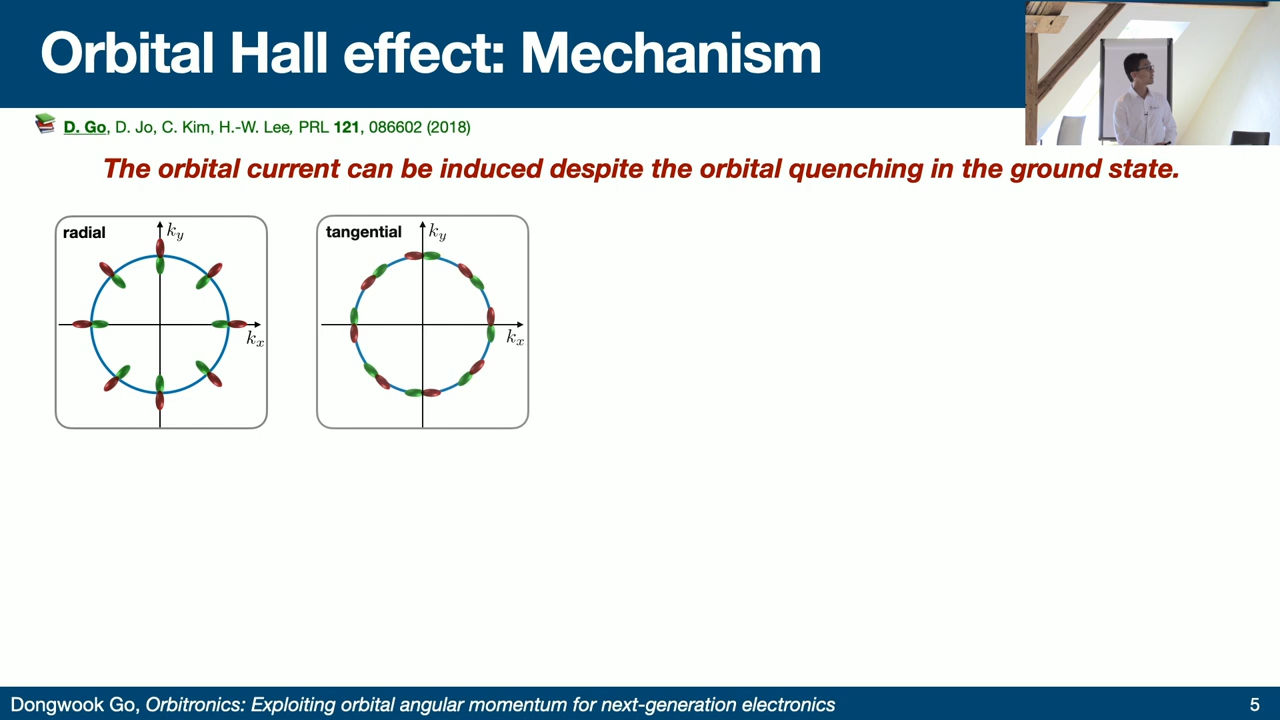 Orbital Hall effect: Mechanism
D. Go, D. Jo, C. Kim, H.-W. Lee, PRL 121, 086602 (2018)
The orbital current can be induced despite the orbital quenching in the ground state.
radial
k_y
k_x
tangential
k_y
k_x
Dongwook Go, Orbitronics: Exploiting orbital angular momentum for next-generation electronics
5